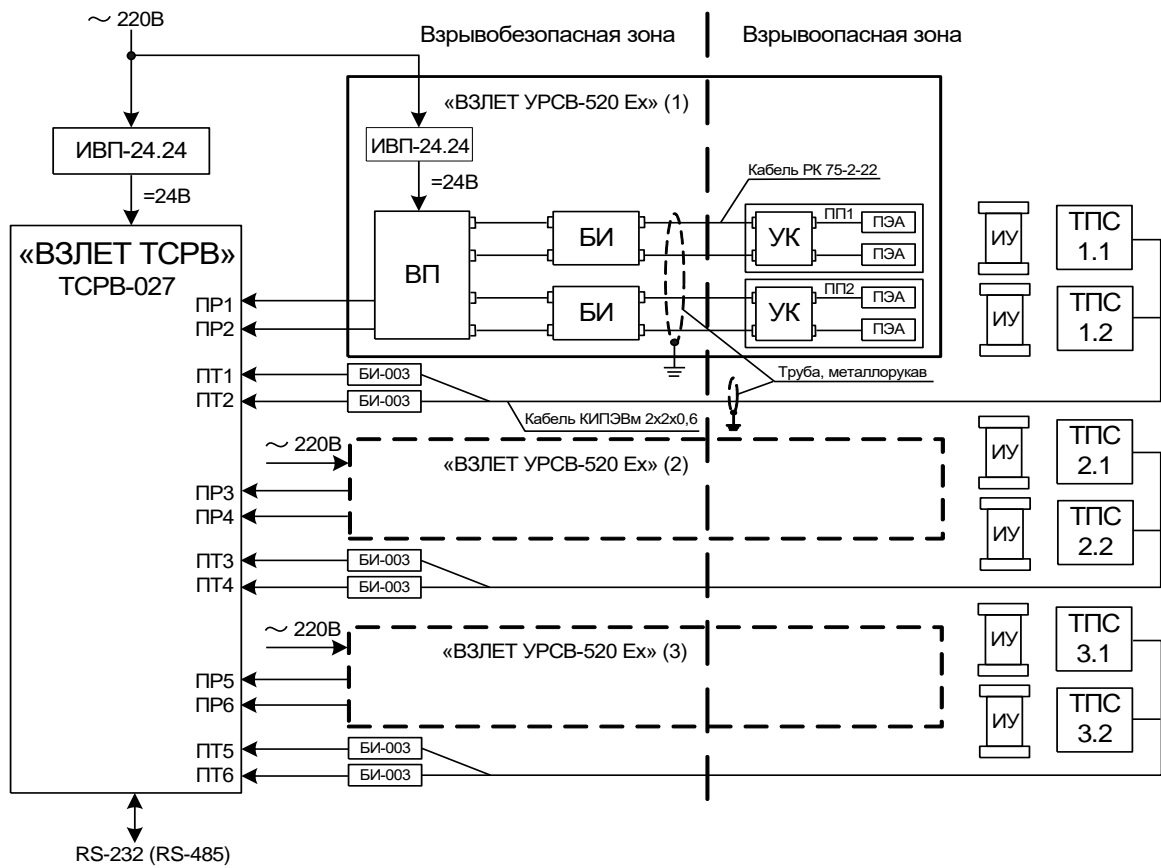 ～ 220В
Взрывобезопасная зона
Взрывоопасная зона
«ВЗЛЕТ УРСВ-520 Ех» (1)
ИВП-24.24
ИВП-24.24
=24В
=24В
Кабель РК 75-2-22
«ВЗЛЕТ ТСРВ»
ТСРВ-027
ВП
БИ
БИ
УК
ПП1
ПЭА
ПЭА
УК
ПП2
ПЭА
ПЭА
ИУ
ТПС
1.1
ИУ
ТПС
1.2
ПР1
ПР2
ПТ1
БИ-003
ПТ2
БИ-003
Труба, металлорукав
Кабель КИПЭВм 2х2х0,6
～ 220В
«ВЗЛЕТ УРСВ-520 Ех» (2)
ПР3
ПР4
ИУ
ТПС
2.1
ИУ
ТПС
2.2
ПТ3
БИ-003
ПТ4
БИ-003
～ 220В
«ВЗЛЕТ УРСВ-520 Ех» (3)
ПР5
ПР6
ИУ
ТПС
3.1
ИУ
ТПС
3.2
ПТ5
БИ-003
ПТ6
БИ-003
RS-232 (RS-485)